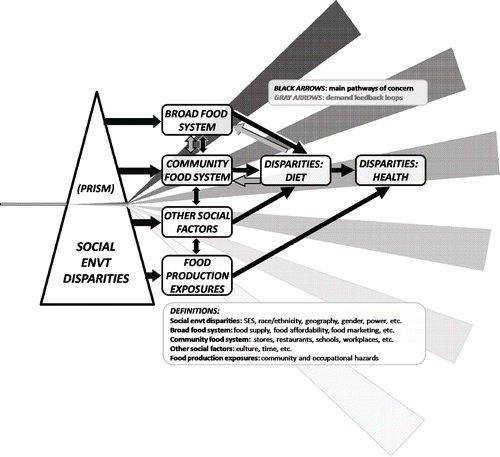 BLACK ARROWS: main pathways of concern
GRAY ARROWS: demand feedback loops
BROAD FOOD
SYSTEM
COMMUNITY
FOOD SYSTEM
DISPARITIES:
DIET
DISPARITIES:
HEALTH
(PRISM)
OTHER SOCIAL
FACTORS
SOCIAL
ENVT
DISPARITIES
FOOD
PRODUCTION
EXPOSURES
DEFINITIONS:
Social envt disparities: SES, race/ethnicity, geography, gender, power, etc.
Broad food system: food supply, food affordability, food marketing, etc.
Community food system: stores, restaurants, schools, workplaces, etc.
Other social factors: culture, time, etc.
Food production exposures: community and occupational hazards